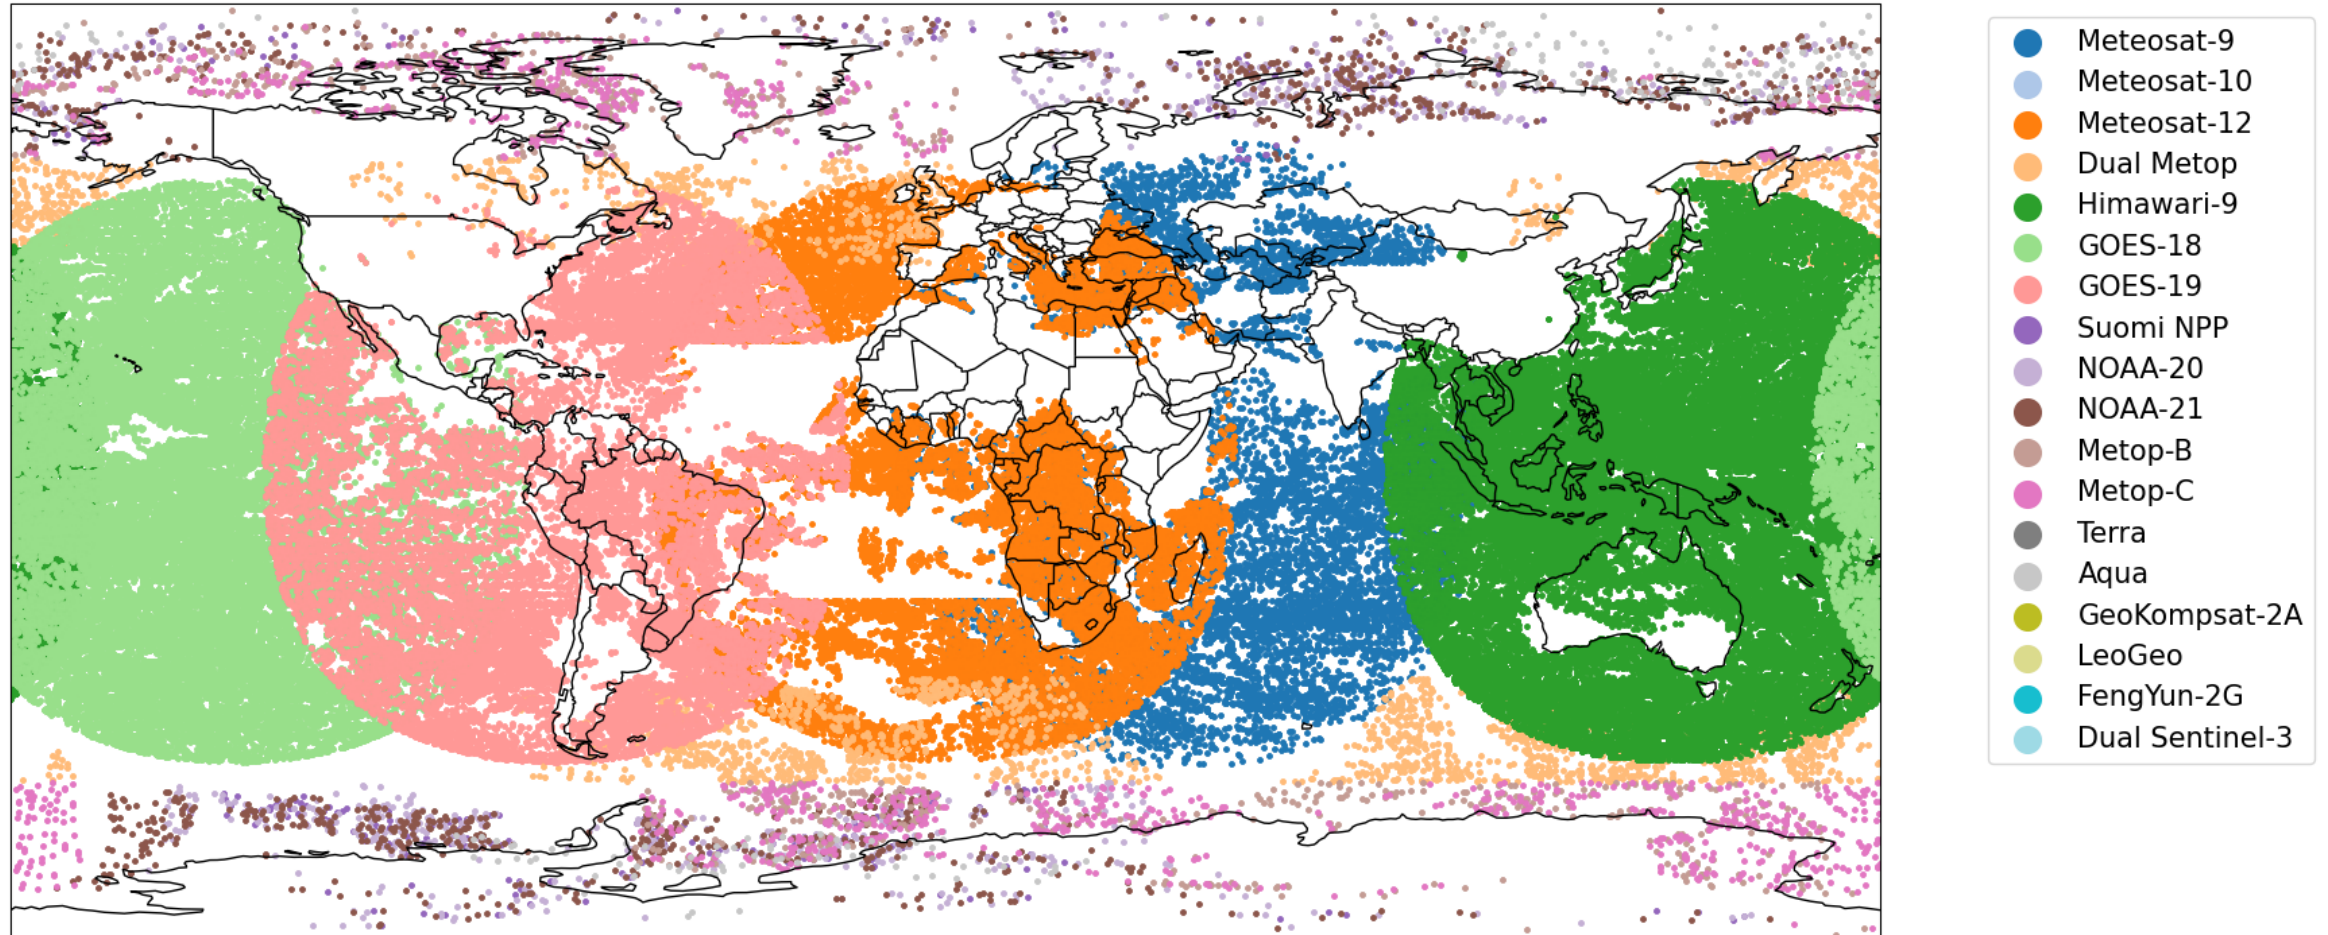 Meteosat-9
Meteosat-10
Meteosat-12
Dual Metop
Himawari-9
GOES-18
GOES-19
Suomi NPP
NOAA-20
NOAA-21
Metop-B
Metop-C
Terra
Aqua
GeoKompsat-2A
LeoGeo
FengYun-2G
Dual Sentinel-3